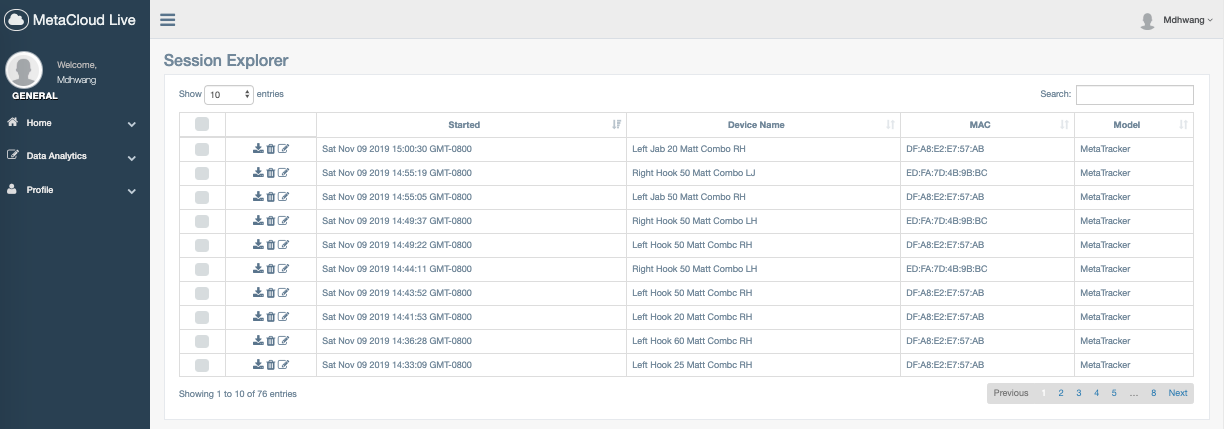 MetaCloud Live
Mdhwang
Welcome,
Mdhwang
GENERAL
Home
Data Analytics
Profile
Session Explorer
Show 10 entries
Search:
Started Device Name MAC Model
Sat Nov 09 2019 15:00:30 GMT-0800 Left Jab 20 Matt Combo RH DF:A8:E2:E7:57:AB MetaTracker
Sat Nov 09 2019 14:55:19 GMT-0800 Right Hook 50 Matt Combo LJ ED:FA:7D:4B:9B:BC MetaTracker
Sat Nov 09 2019 14:55:05 GMT-0800 Left Jab 50 Matt Combo RH DF:A8:E2:E7:57:AB MetaTracker
Sat Nov 09 2019 14:49:37 GMT-0800 Right Hook 50 Matt Combo LH ED:FA:7D:4B:9B:BC MetaTracker
Sat Nov 09 2019 14:49:22 GMT-0800 Left Hook 50 Matt Combc RH DF:A8:E2:E7:57:AB MetaTracker
Sat Nov 09 2019 14:44:11 GMT-0800 Right Hook 50 Matt Combo LH ED:FA:7D:4B:9B:BC MetaTracker
Sat Nov 09 2019 14:43:52 GMT-0800 Left Hook 50 Matt Combc RH DF:A8:E2:E7:57:AB MetaTracker
Sat Nov 09 2019 14:41:53 GMT-0800 Left Hook 20 Matt Combc RH DF:A8:E2:E7:57:AB MetaTracker
Sat Nov 09 2019 14:36:28 GMT-0800 Left Hook 60 Matt Combc RH DF:A8:E2:E7:57:AB MetaTracker
Sat Nov 09 2019 14:33:09 GMT-0800 Left Hook 25 Matt Combc RH DF:A8:E2:E7:57:AB MetaTracker
Showing 1 to 10 of 76 entries
Previous 1 2 3 4 5 … 8 Next